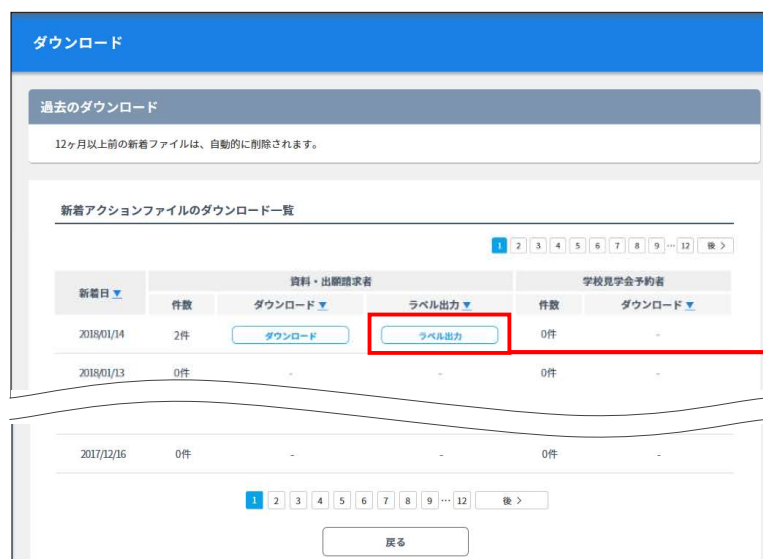 ダウンロード
過去のダウンロード
12ヶ月以上前の新着ファイルは、自動的に削除されます。
新着アクションファイルのダウンロード一覧
1 2 3 4 5 6 7 8 9 … 12 後 >
新着日▼ 資料・出願請求者 学校見学会予約者
件数 ダウンロード▼ ラベル出力▼ 件数 ダウンロード▼
2018/01/14 2件 ダウンロード ラベル出力 0件 -
2018/01/13 0件 - - 0件 -
2017/12/16 0件 - - 0件 -
1 2 3 4 5 6 7 8 9 … 12 後 >
戻る